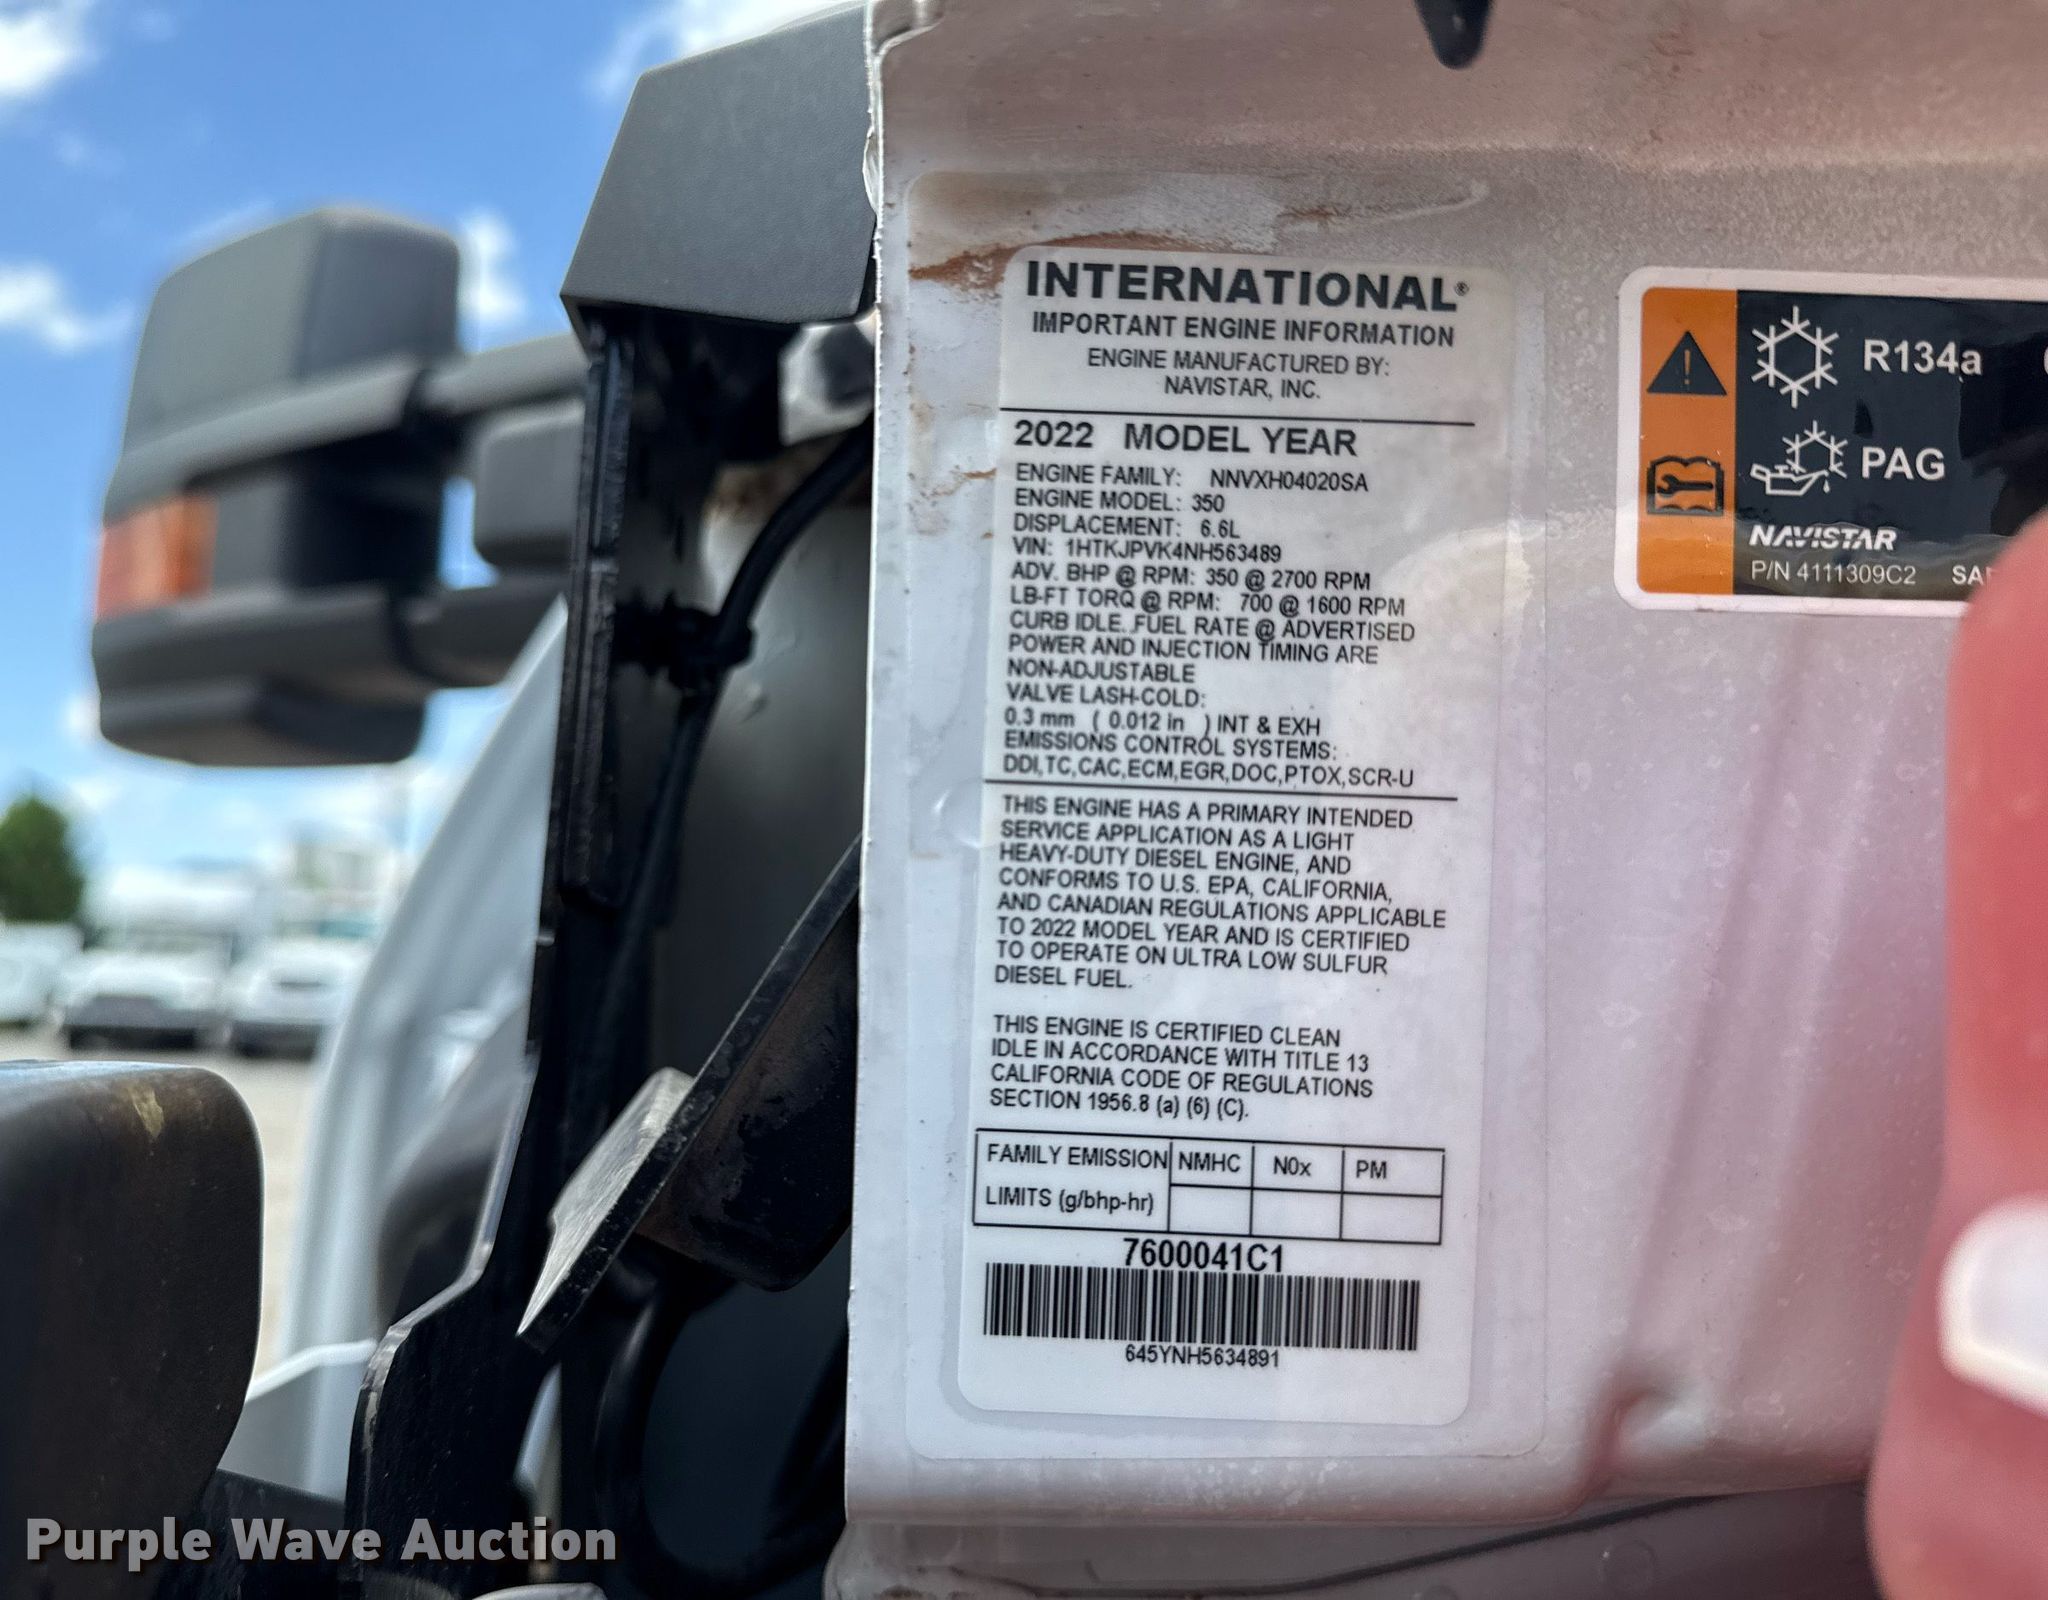 INTERNATIONAL®
IMPORTANT ENGINE INFORMATION
ENGINE MANUFACTURED BY:
NAVISTAR, INC.
2022 MODEL YEAR
ENGINE FAMILY: NNVXH04020SA
ENGINE MODEL: 350
DISPLACEMENT: 6.6L
VIN: 1HTKJPVK4NH563489
ADV. BHP @ RPM: 350 @ 2700 RPM
LB-FT TORQ @ RPM: 700 @ 1600 RPM
CURB IDLE. FUEL RATE @ ADVERTISED
POWER AND INJECTION TIMING ARE
NON-ADJUSTABLE
VALVE LASH-COLD:
0.3 mm ( 0.012 in ) INT & EXH
EMISSIONS CONTROL SYSTEMS:
DDI,TC,CAC,ECM,EGR,DOC,PTOX,SCR-U
THIS ENGINE HAS A PRIMARY INTENDED
SERVICE APPLICATION AS A LIGHT
HEAVY-DUTY DIESEL ENGINE, AND
CONFORMS TO U.S. EPA, CALIFORNIA,
AND CANADIAN REGULATIONS APPLICABLE
TO 2022 MODEL YEAR AND IS CERTIFIED
TO OPERATE ON ULTRA LOW SULFUR
DIESEL FUEL.
THIS ENGINE IS CERTIFIED CLEAN
IDLE IN ACCORDANCE WITH TITLE 13
CALIFORNIA CODE OF REGULATIONS
SECTION 1956.8 (a) (6) (C).
FAMILY EMISSION NMHC N0x PM
LIMITS (g/bhp-hr)
7600041C1
645YNH5634891
R134a
PAG
NAVISTAR
P/N 4111309C2
Purple Wave Auction